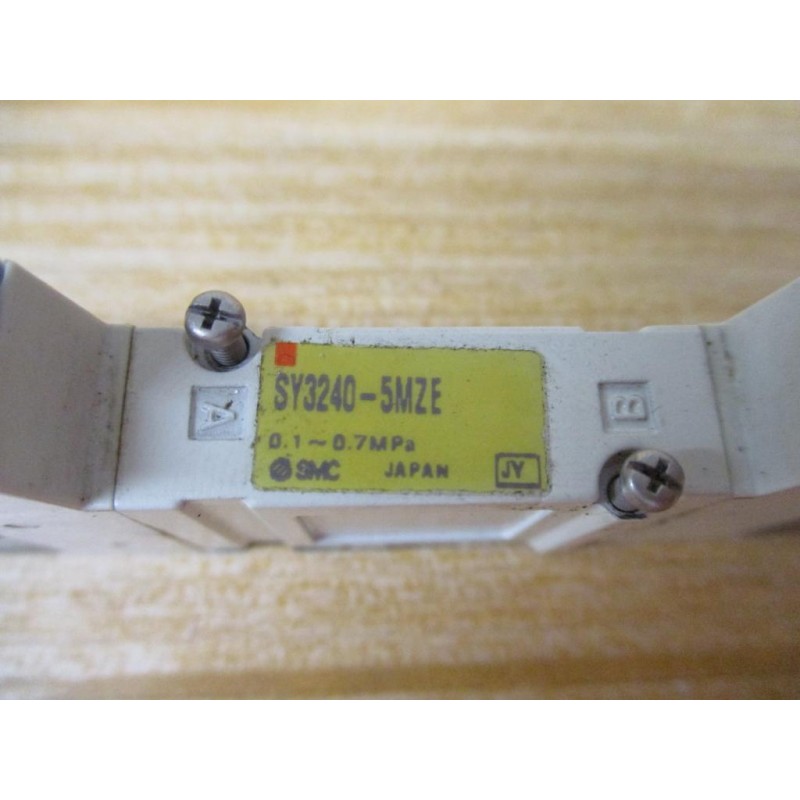 SY3240-5MZE
A
B
0.1~0.7MPa
SMC JAPAN JY